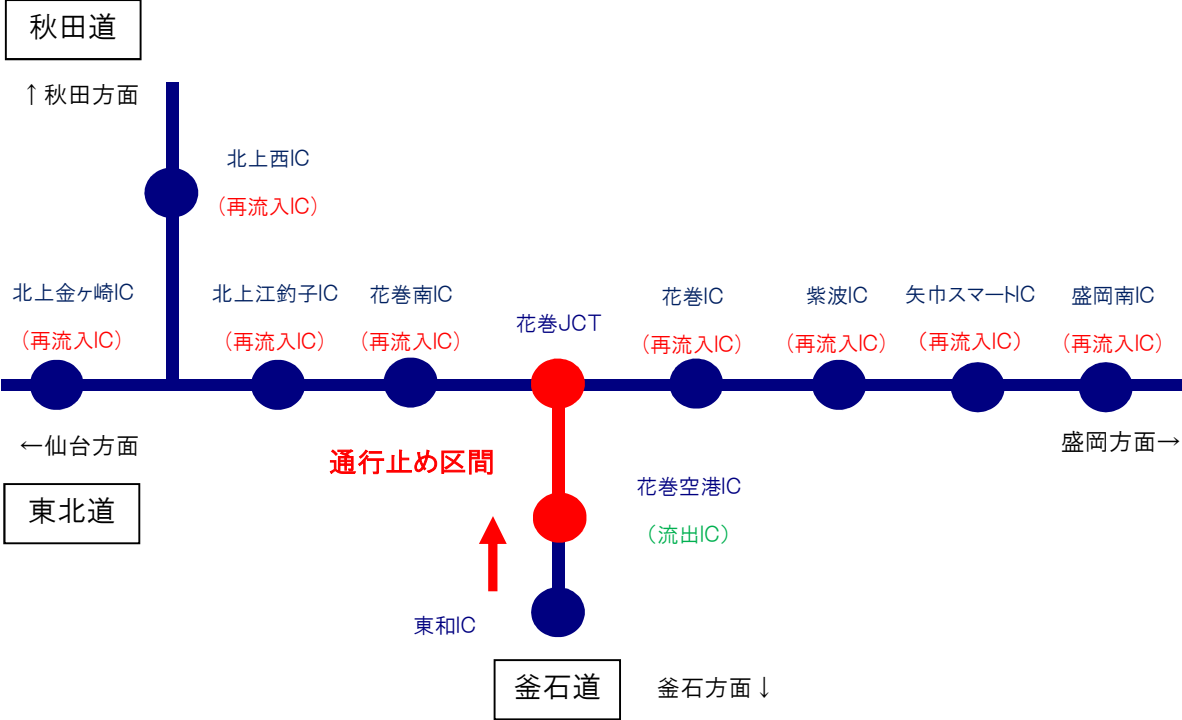 秋田道
↑秋田方面
北上西IC
(再流入IC)
北上金ヶ崎IC
(再流入IC)
北上江釣子IC
(再流入IC)
花巻南IC
(再流入IC)
花巻JCT
花巻IC
(再流入IC)
紫波IC
(再流入IC)
矢巾スマートIC
(再流入IC)
盛岡南IC
(再流入IC)
←仙台方面
盛岡方面→
東北道
通行止め区間
花巻空港IC
(流出IC)
東和IC
釜石道
釜石方面↓